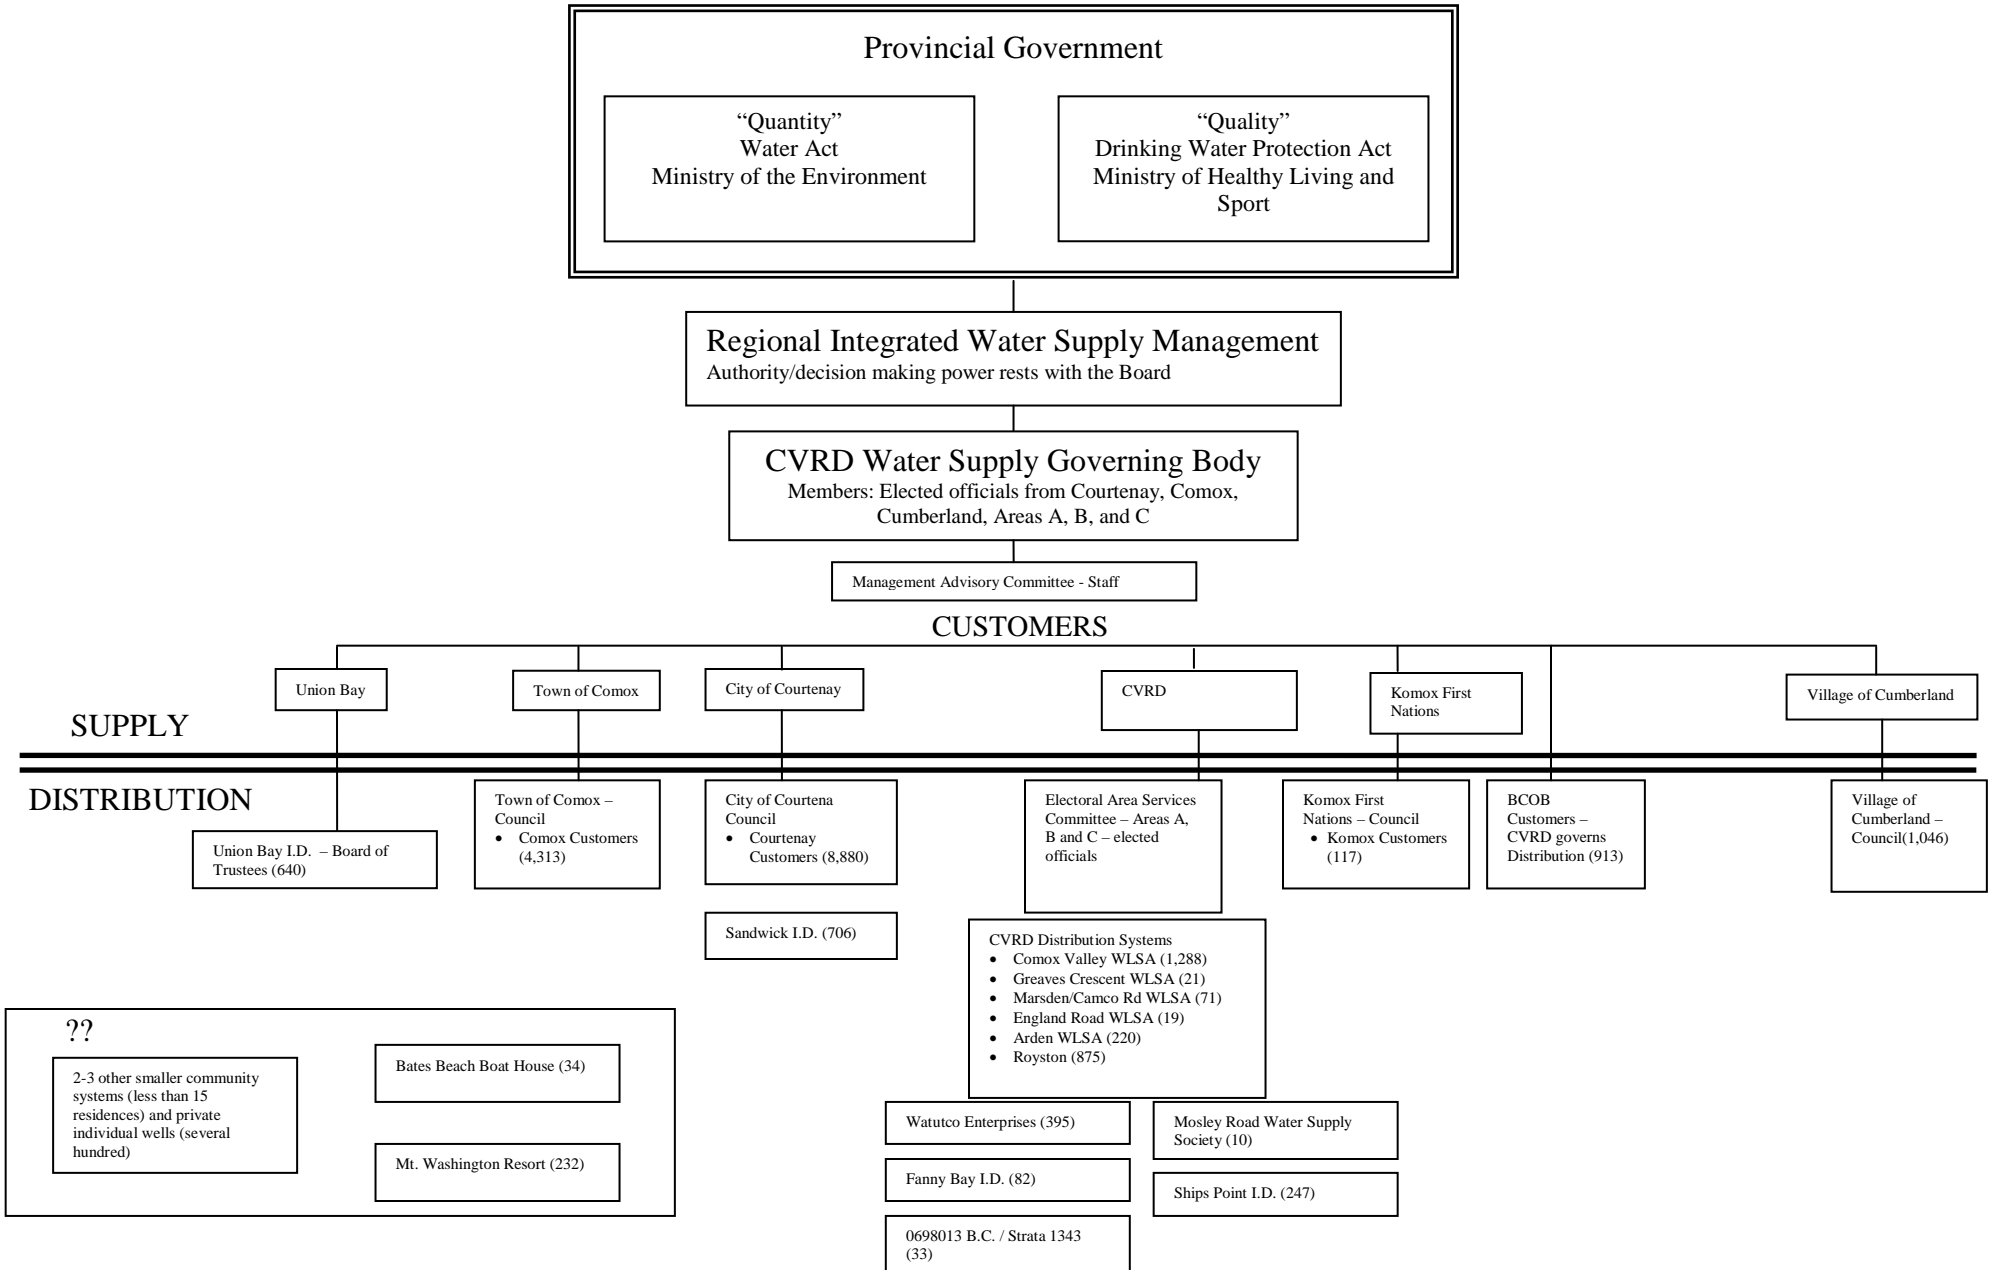 Provincial Government
“Quantity”
Water Act
Ministry of the Environment
“Quality”
Drinking Water Protection Act
Ministry of Healthy Living and
Sport
Regional Integrated Water Supply Management
Authority/decision making power rests with the Board
CVRD Water Supply Governing Body
Members: Elected officials from Courtenay, Comox,
Cumberland, Areas A, B, and C
Management Advisory Committee - Staff
CUSTOMERS
Union Bay
Town of Comox
City of Courtenay
CVRD
Komox First
Nations
Village of Cumberland
SUPPLY
DISTRIBUTION
Union Bay I.D. – Board of
Trustees (640)
Town of Comox –
Council
• Comox Customers
(4,313)
City of Courtena
Council
• Courtenay
Customers (8,880)
Sandwick I.D. (706)
Electoral Area Services
Committee – Areas A,
B and C – elected
officials
Komox First
Nations – Council
• Komox Customers
(117)
BCOB
Customers –
CVRD governs
Distribution (913)
Village of
Cumberland –
Council(1,046)
CVRD Distribution Systems
• Comox Valley WLSA (1,288)
• Greaves Crescent WLSA (21)
• Marsden/Camco Rd WLSA (71)
• England Road WLSA (19)
• Arden WLSA (220)
• Royston (875)
Watutco Enterprises (395)
Mosley Road Water Supply
Society (10)
Fanny Bay I.D. (82)
Ships Point I.D. (247)
0698013 B.C. / Strata 1343
(33)
??
2-3 other smaller community
systems (less than 15
residences) and private
individual wells (several
hundred)
Bates Beach Boat House (34)
Mt. Washington Resort (232)